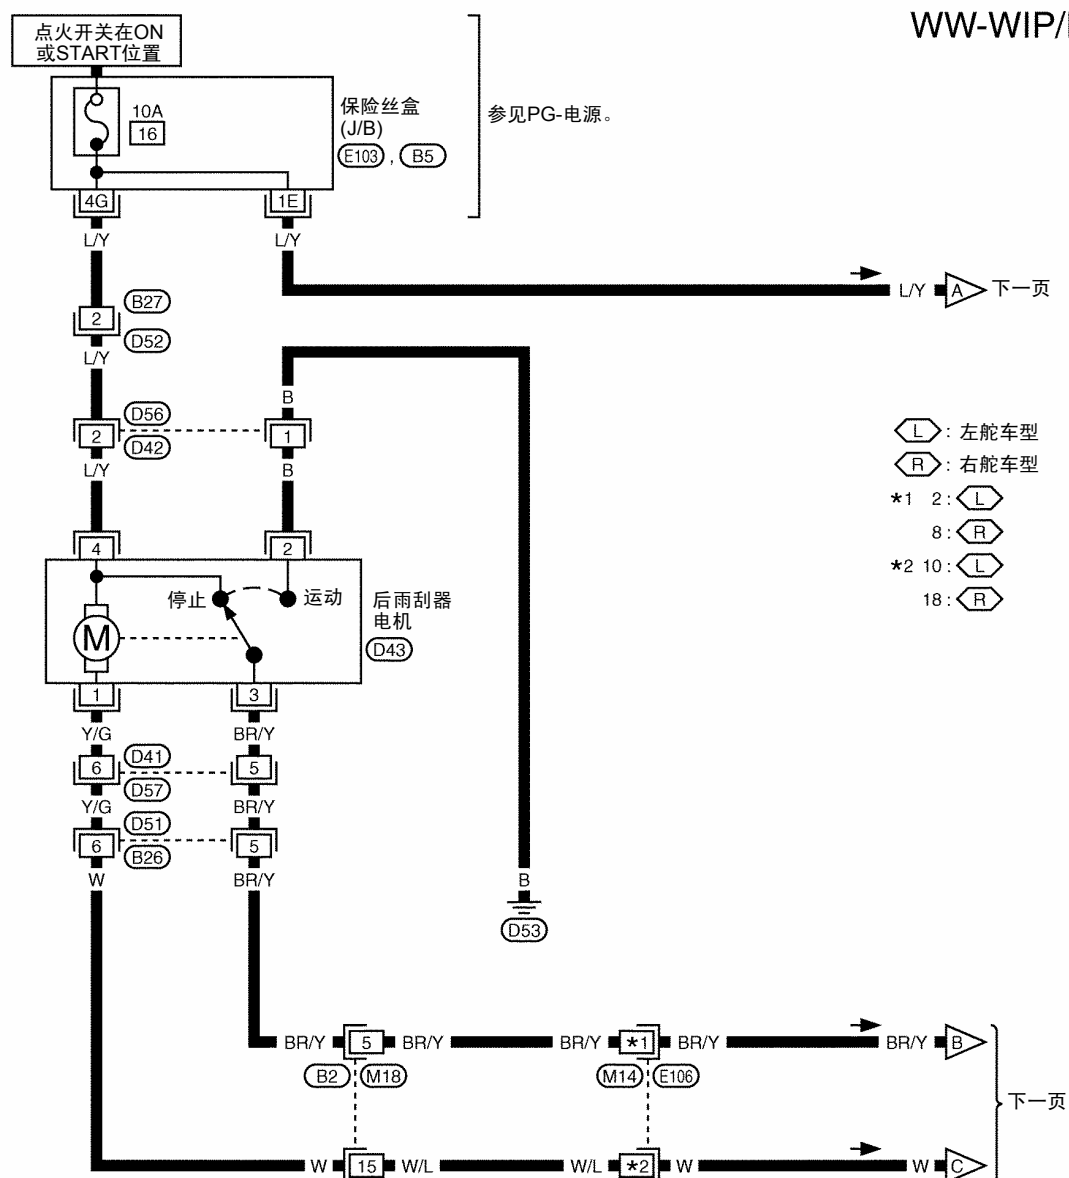 WW-WIP/
点火开关在ON
或START位置
10A
16
保险丝盒
(J/B)
E103 , B5
参见PG-电源。
4G
1E
L/Y
L/Y
L/Y
A
下一页
2
B27
D52
L/Y
B
2
D56
D42
1
L/Y
B
L : 左舵车型
R : 右舵车型
*1 2 : L
8 : R
*2 10 : L
18 : R
4
2
停止
运动
M
后雨刮器
电机
D43
1
3
Y/G
BR/Y
6
D41
D57
5
Y/G
BR/Y
6
D51
B26
5
W
BR/Y
B
D53
BR/Y
5
BR/Y
BR/Y
*1
BR/Y
BR/Y
B
B2
M18
M14
E106
下一页
W
15
W/L
W/L
*2
W
W
C